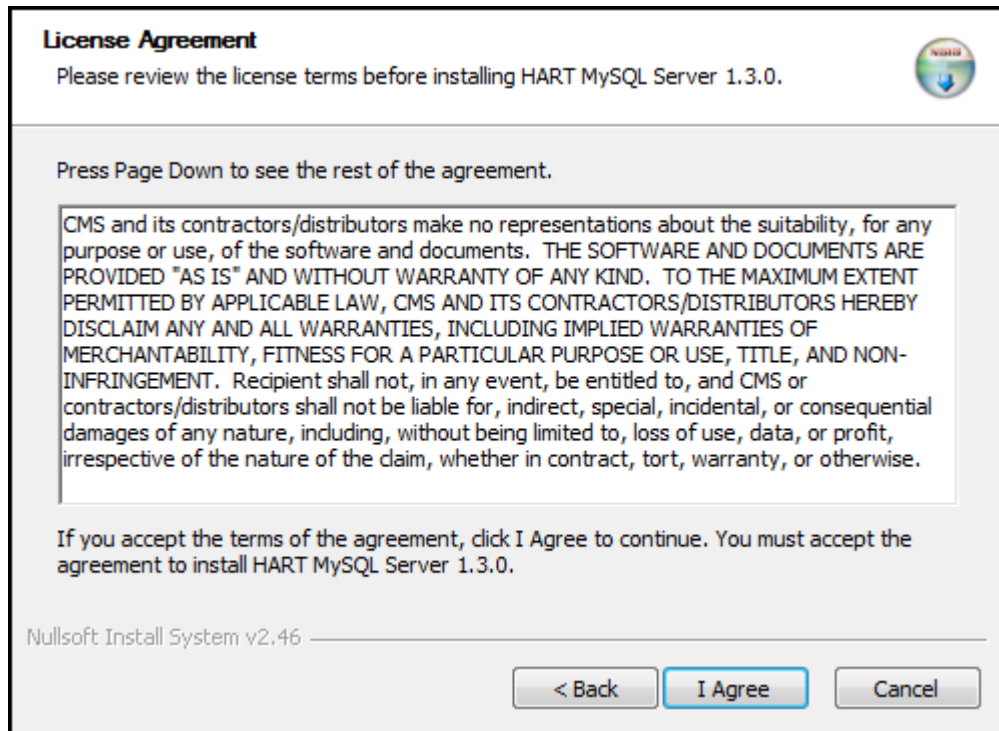 License Agreement
Please review the license terms before installing HART MySQL Server 1.3.0.
Press Page Down to see the rest of the agreement.
CMS and its contractors/distributors make no representations about the suitability, for any
purpose or use, of the software and documents.  THE SOFTWARE AND DOCUMENTS ARE
PROVIDED "AS IS" AND WITHOUT WARRANTY OF ANY KIND.  TO THE MAXIMUM EXTENT
PERMITTED BY APPLICABLE LAW, CMS AND ITS CONTRACTORS/DISTRIBUTORS HEREBY
DISCLAIM ANY AND ALL WARRANTIES, INCLUDING IMPLIED WARRANTIES OF
MERCHANTABILITY, FITNESS FOR A PARTICULAR PURPOSE OR USE, TITLE, AND NON-
INFRINGEMENT.  Recipient shall not, in any event, be entitled to, and CMS or
contractors/distributors shall not be liable for, indirect, special, incidental, or consequential
damages of any nature, including, without being limited to, loss of use, data, or profit,
irrespective of the nature of the claim, whether in contract, tort, warranty, or otherwise.
If you accept the terms of the agreement, click I Agree to continue. You must accept the
agreement to install HART MySQL Server 1.3.0.
Nullsoft Install System v2.46
< Back
I Agree
Cancel